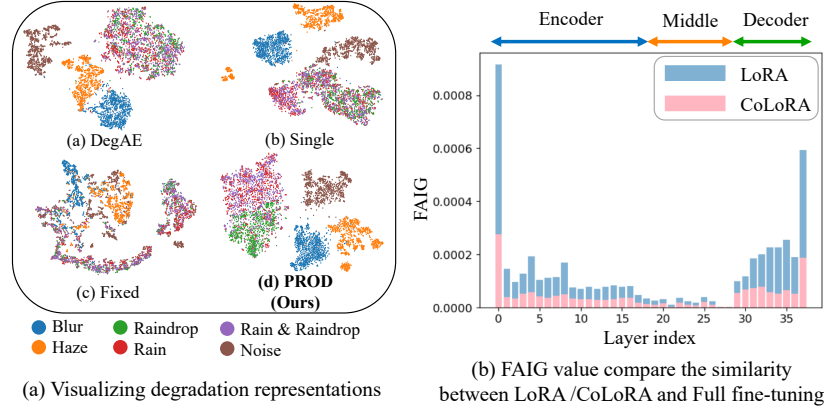 (a) DegAE
(b) Single
(c) Fixed
(d) PROD
(Ours)
Blur
Raindrop
Rain & Raindrop
Haze
Rain
Noise
(a) Visualizing degradation representations
Encoder
Middle
Decoder
LoRA
CoLoRA
FAIG
0.0008
0.0006
0.0004
0.0002
0.0000
0 5 10 15 20 25 30 35
Layer index
(b) FAIG value compare the similarity
between LoRA /CoLoRA and Full fine-tuning